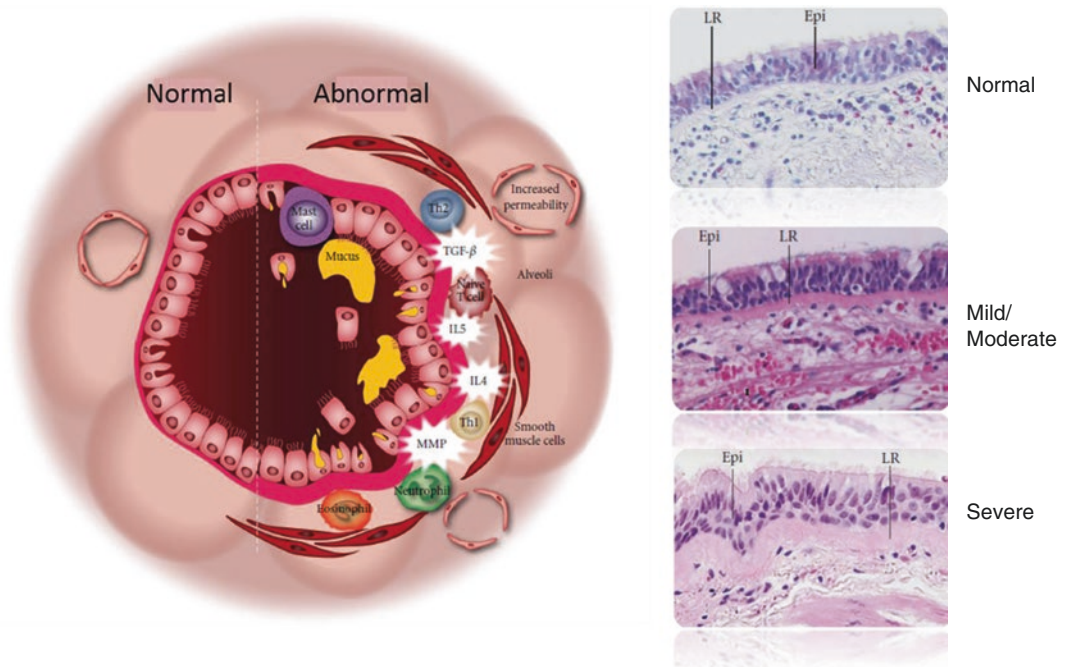 Normal
Abnormal
Mast
cell
Mucus
Th2
Increased
permeability
TGF-β
Alveoli
Naive
T cell
IL5
IL4
Th1
Smooth
muscle cells
MMP
Neutrophil
Eosinophil
LR
Epi
Normal
Epi
LR
Mild/
Moderate
Epi
LR
Severe